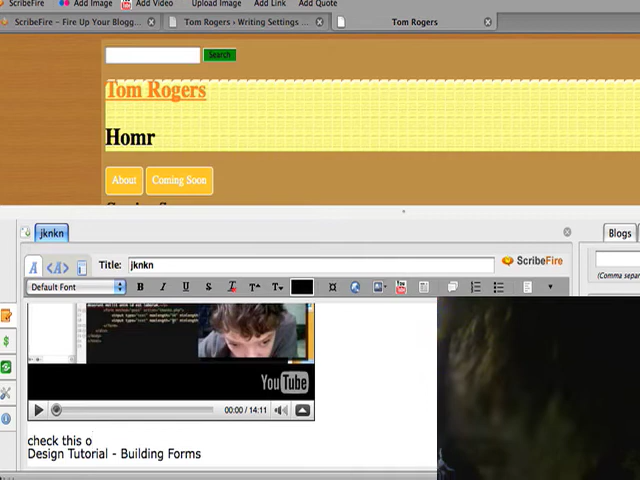 ScribeFire Add Image Add Video Upload Image Add Link Add Quote
ScribeFire - Fire Up Your Blogg... Tom Rogers › Writing Settings ... Tom Rogers
Search
Tom Rogers
Homr
About Coming Soon
jknkn Blogs
Title: jknkn ScribeFire
(Comma separ
Default Font B I U S T T T
YouTube
00:00 / 14:11
check this o
Design Tutorial - Building Forms